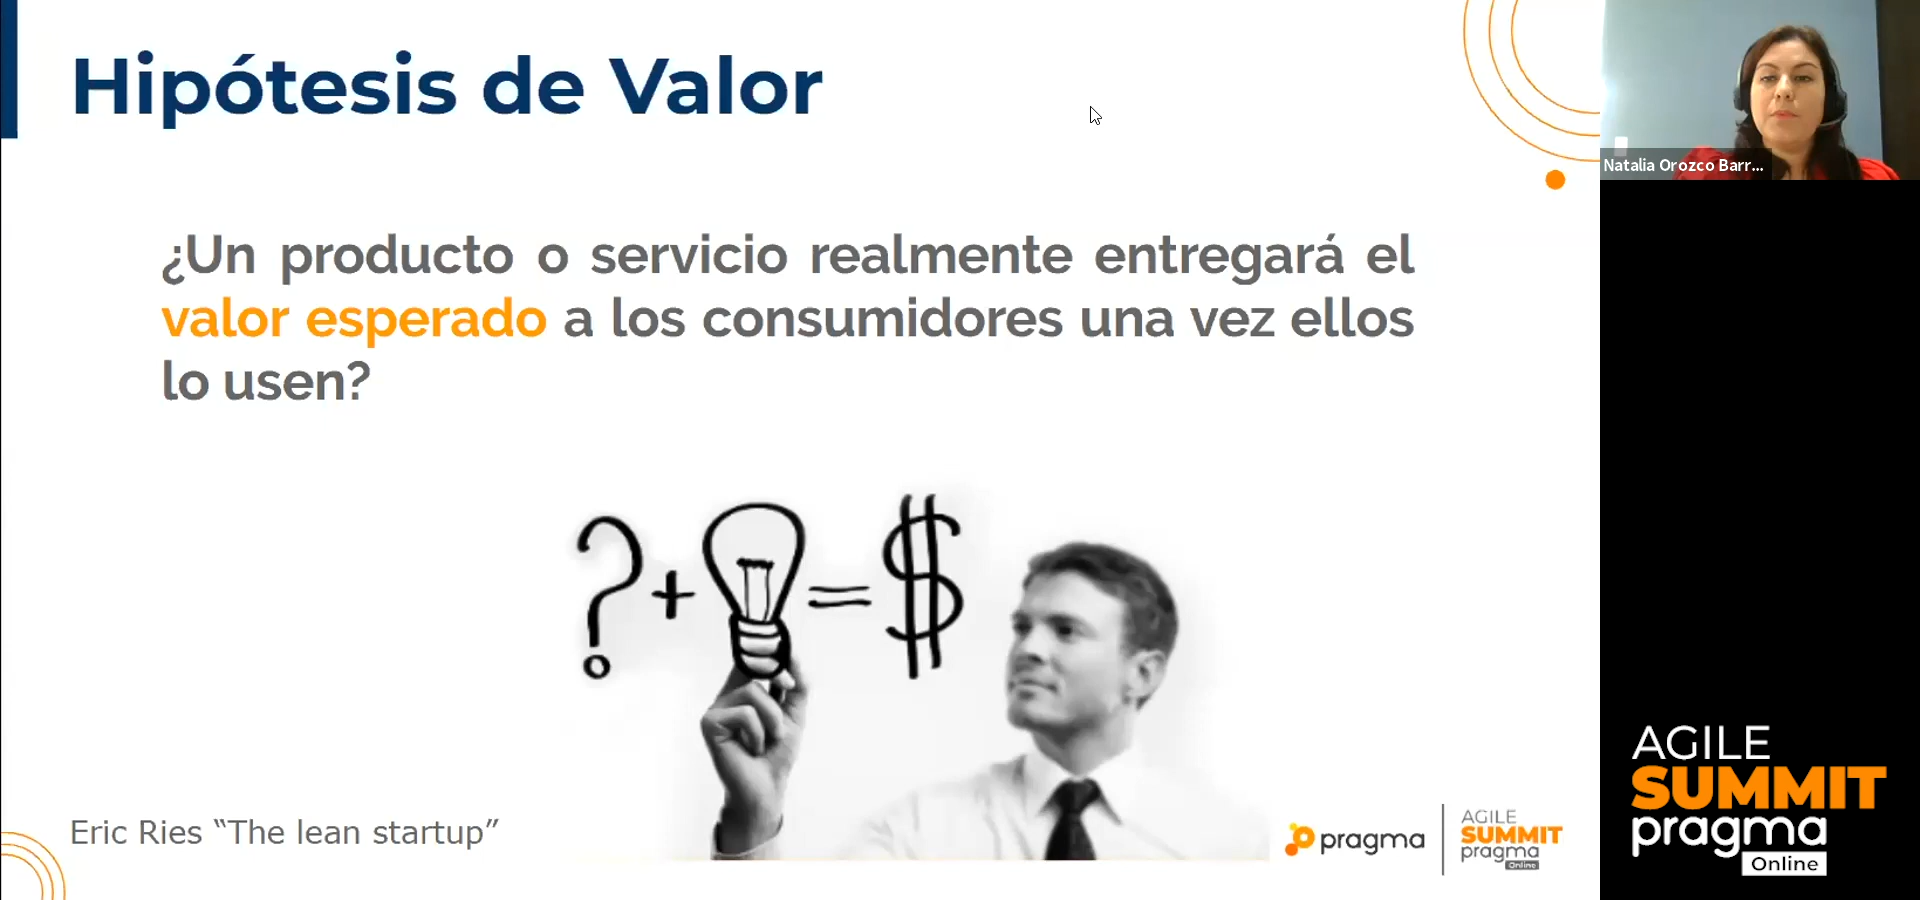 Hipótesis de Valor
¿Un producto o servicio realmente entregará el
valor esperado a los consumidores una vez ellos
lo usen?
? + = $
Eric Ries “The lean startup”
pragma
AGILE
SUMMIT
pragma
Online
Natalia Orozco Barr...
AGILE
SUMMIT
pragma
Online